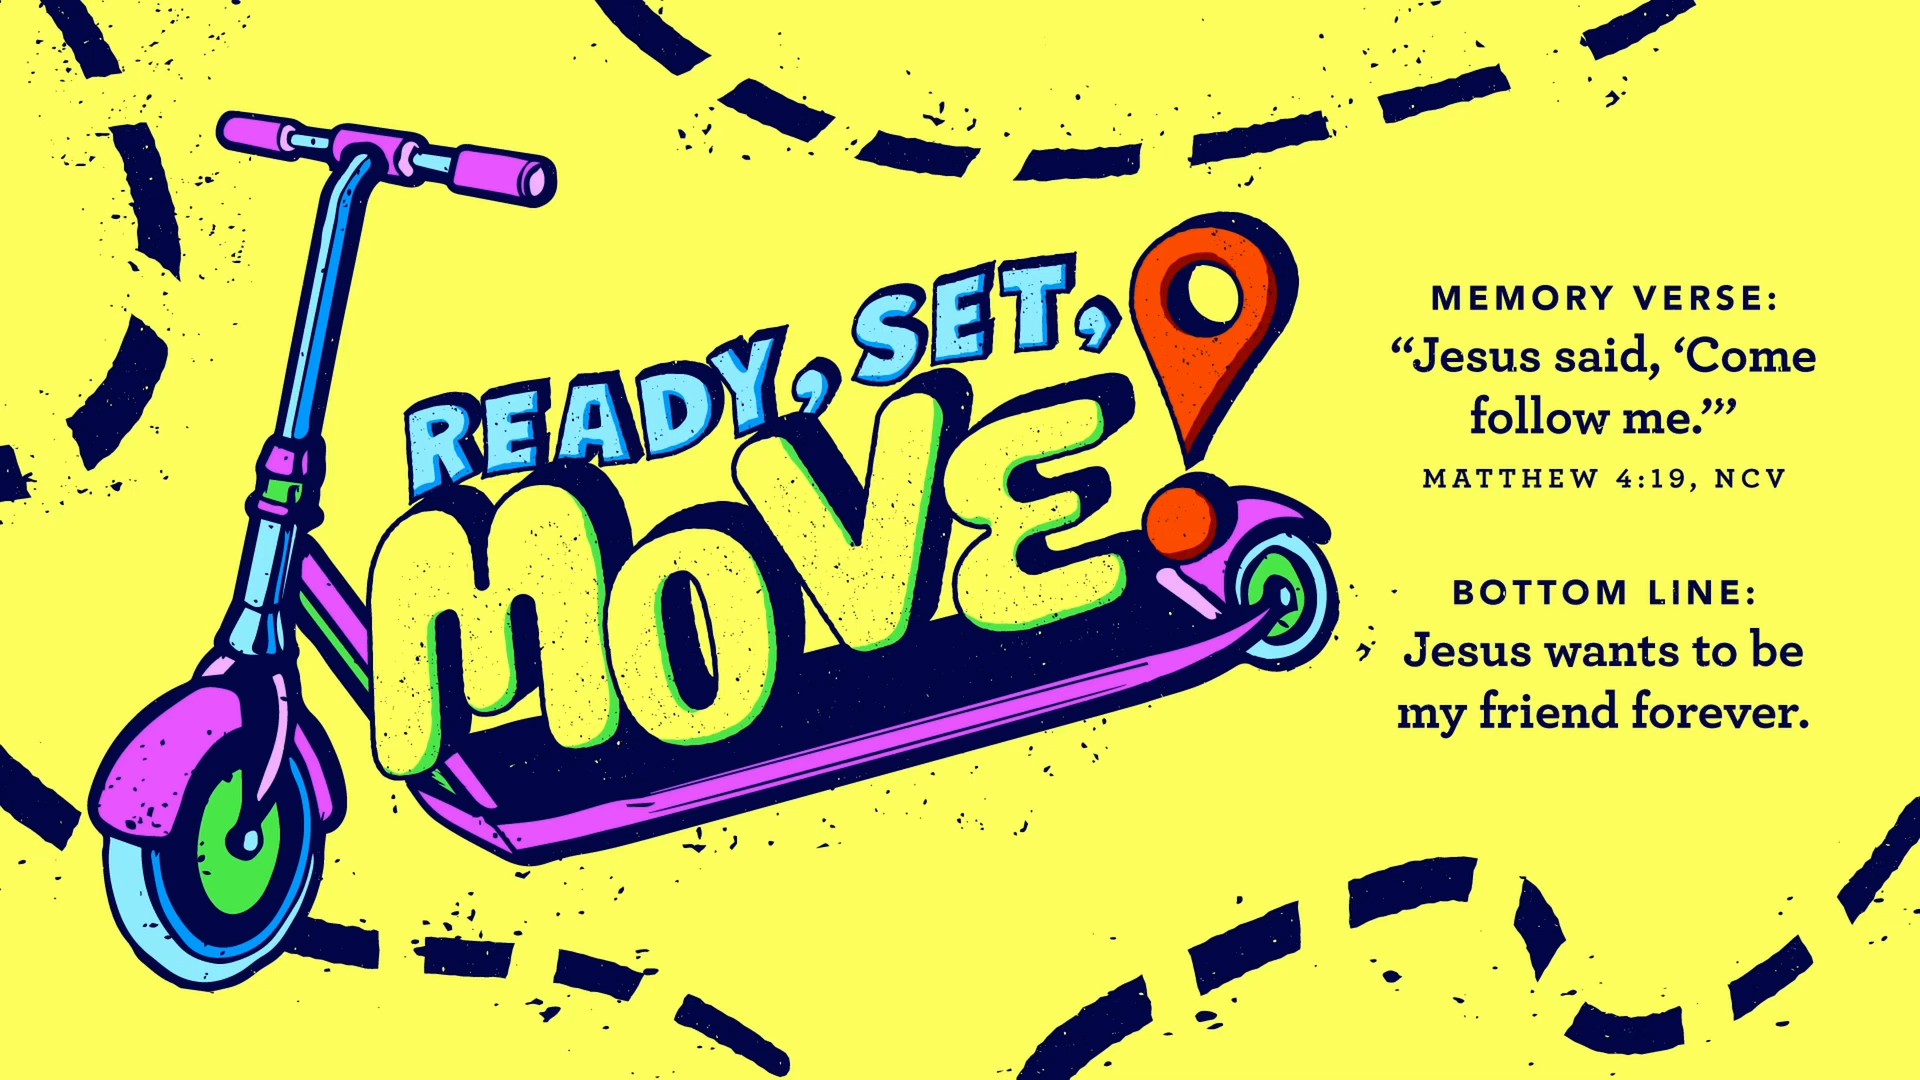 READY, SET,
MOVE!
MEMORY VERSE:
“Jesus said, ‘Come
follow me.’”
MATTHEW 4:19, NCV
BOTTOM LINE:
Jesus wants to be
my friend forever.